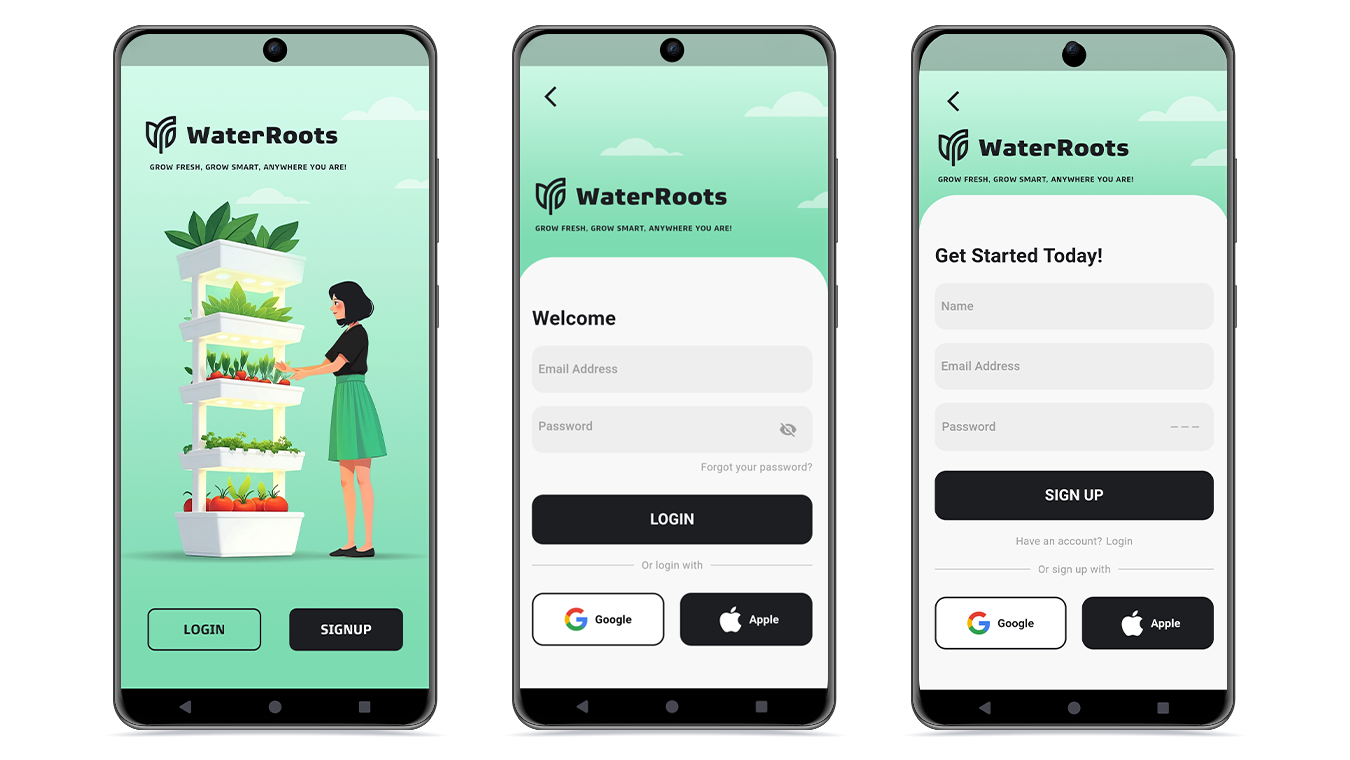 WaterRoots
GROW FRESH, GROW SMART, ANYWHERE YOU ARE!
LOGIN
SIGNUP
WaterRoots
GROW FRESH, GROW SMART, ANYWHERE YOU ARE!
Welcome
Email Address
Password
Forgot your password?
LOGIN
Or login with
Google
Apple
WaterRoots
GROW FRESH, GROW SMART, ANYWHERE YOU ARE!
Get Started Today!
Name
Email Address
Password
SIGN UP
Have an account? Login
Or sign up with
Google
Apple